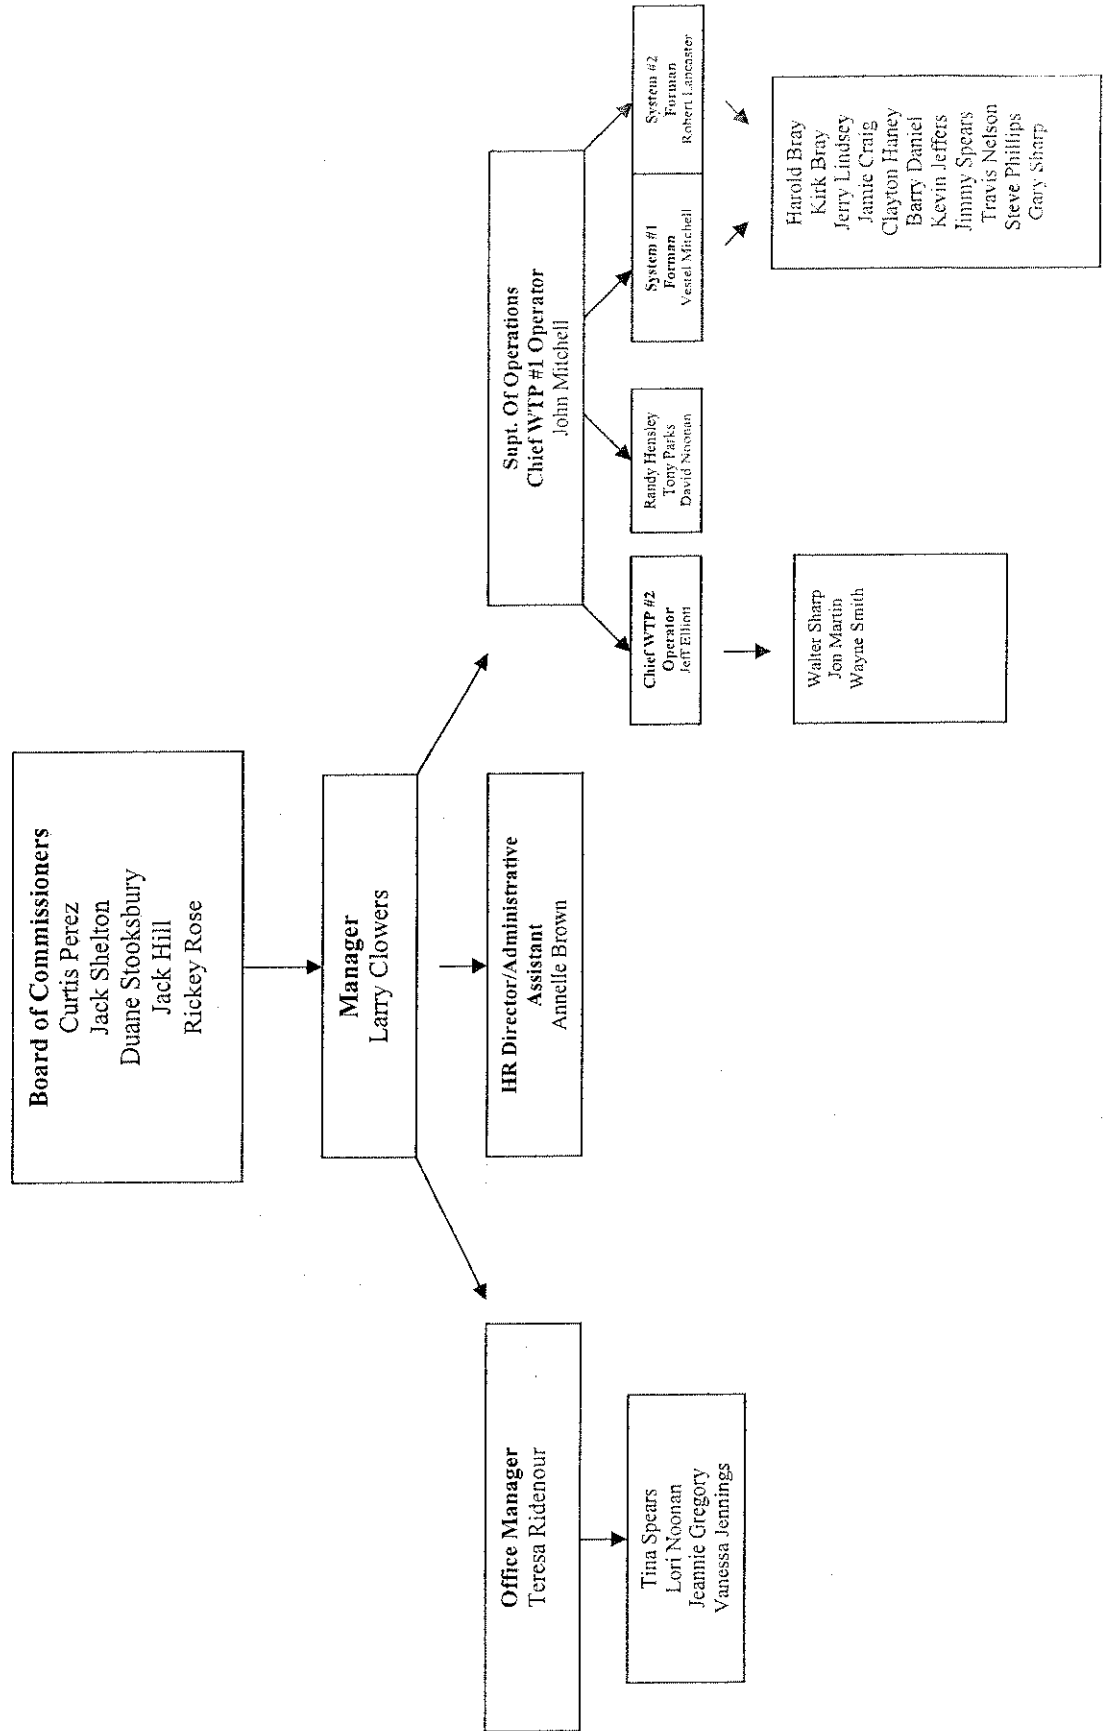 Board of Commissioners
Curtis Perez
Jack Shelton
Duane Stooksbury
Jack Hill
Rickey Rose
Manager
Larry Clowers
Office Manager
Teresa Ridenour
HR Director/Administrative
Assistant
Annelle Brown
Supt. Of Operations
Chief WTP #1 Operator
John Mitchell
Tina Spears
Lori Noonan
Jeannie Gregory
Vanessa Jennings
Chief WTP #2
Operator
Jeff Elliott
Randy Hensley
Tony Parks
David Noonan
System #1
Forman
Vestel Mitchell
System #2
Forman
Robert Lancaster
Walter Sharp
Jon Martin
Wayne Smith
Harold Bray
Kirk Bray
Jerry Lindsey
Jamie Craig
Clayton Haney
Barry Daniel
Kevin Jeffers
Jimmy Spears
Travis Nelson
Steve Phillips
Gary Sharp